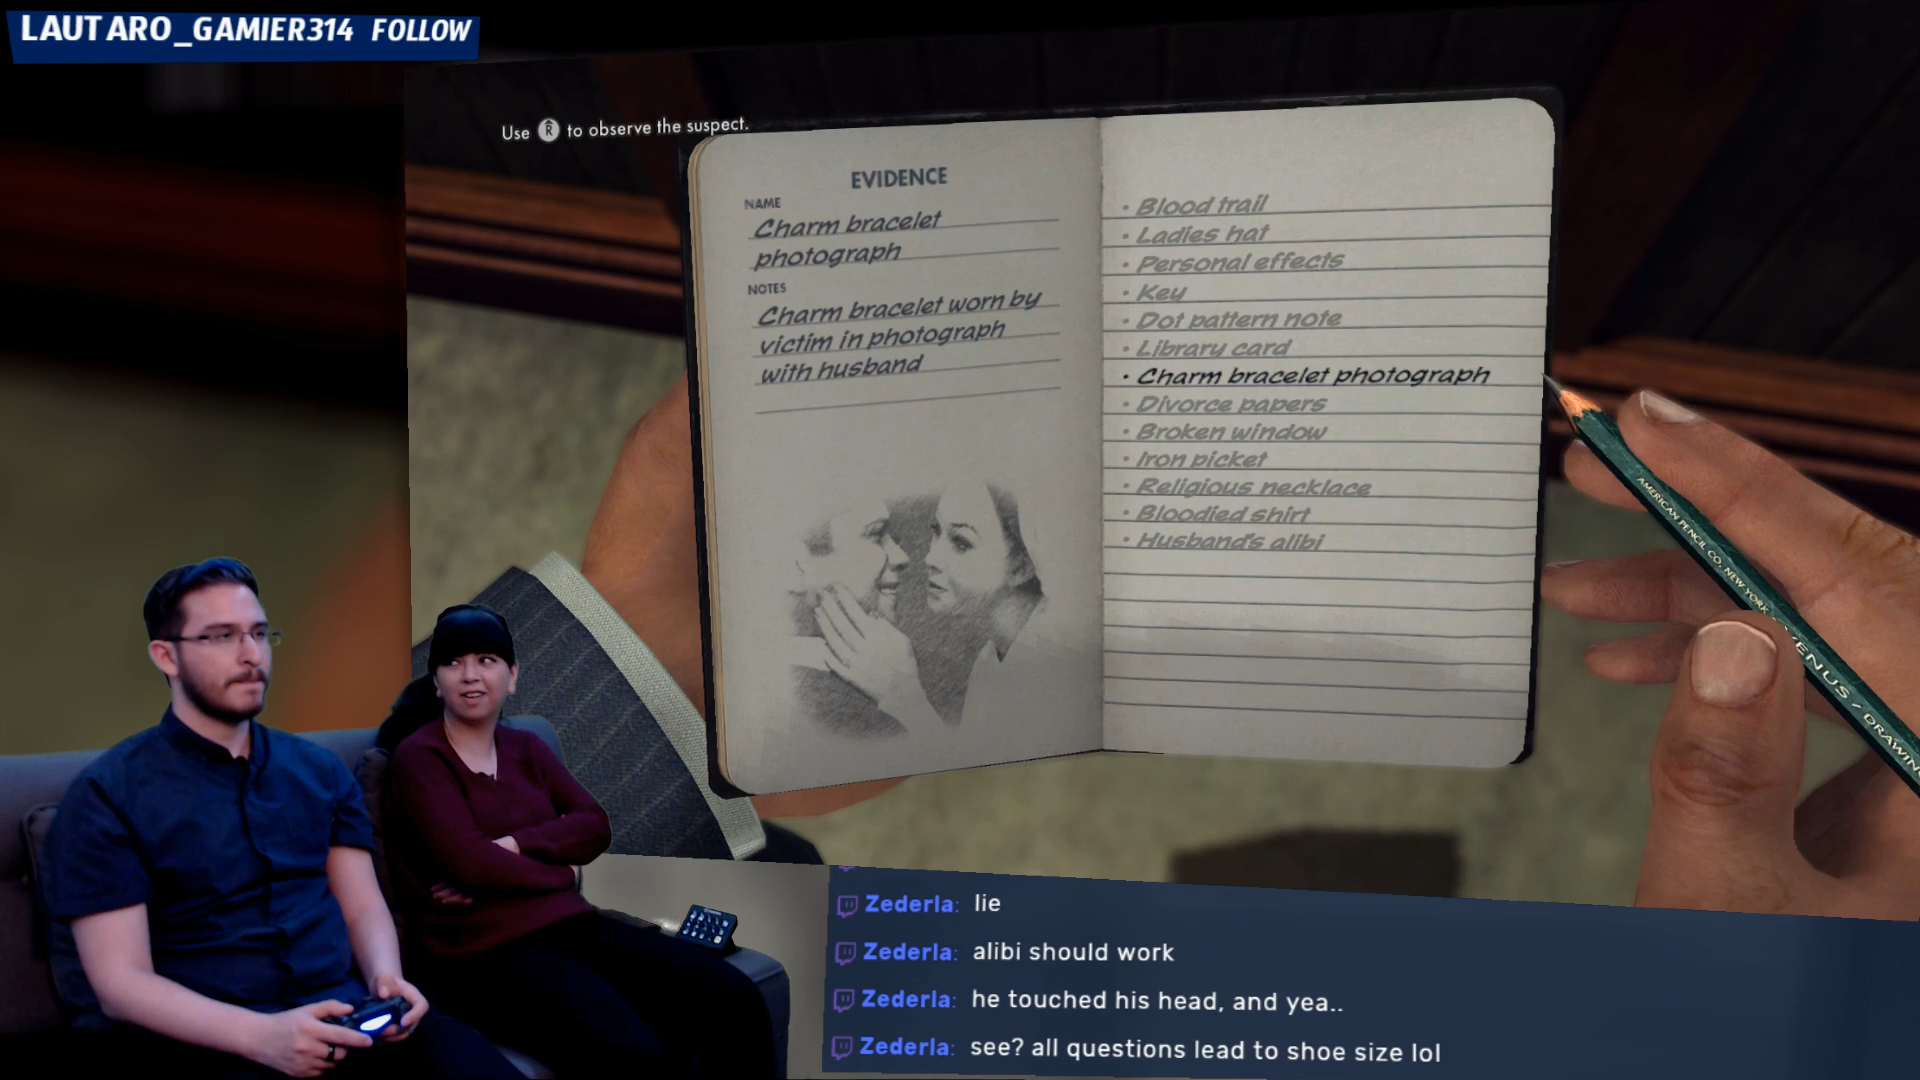 LAUTARO_GAMIER314 FOLLOW
Use R to observe the suspect.
EVIDENCE
NAME
Charm bracelet
photograph
NOTES
Charm bracelet worn by
victim in photograph
with husband
• Blood trail
• Ladies hat
• Personal effects
• Key
• Dot pattern note
• Library card
• Charm bracelet photograph
• Divorce papers
• Broken window
• Iron picket
• Religious necklace
• Bloodied shirt
• Husband's alibi
AMERICAN PENCIL CO. NEW YORK
VENUS / DRAWING
Zederla: lie
Zederla: alibi should work
Zederla: he touched his head, and yea..
Zederla: see? all questions lead to shoe size lol